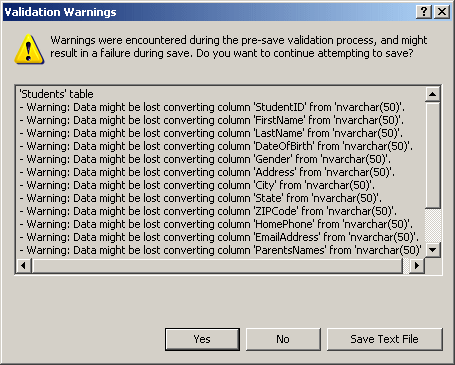 Validation Warnings
Warnings were encountered during the pre-save validation process, and might
result in a failure during save. Do you want to continue attempting to save?
'Students' table
- Warning: Data might be lost converting column 'StudentID' from 'nvarchar(50)'.
- Warning: Data might be lost converting column 'FirstName' from 'nvarchar(50)'.
- Warning: Data might be lost converting column 'LastName' from 'nvarchar(50)'.
- Warning: Data might be lost converting column 'DateOfBirth' from 'nvarchar(50)'.
- Warning: Data might be lost converting column 'Gender' from 'nvarchar(50)'.
- Warning: Data might be lost converting column 'Address' from 'nvarchar(50)'.
- Warning: Data might be lost converting column 'City' from 'nvarchar(50)'.
- Warning: Data might be lost converting column 'State' from 'nvarchar(50)'.
- Warning: Data might be lost converting column 'ZIPCode' from 'nvarchar(50)'.
- Warning: Data might be lost converting column 'HomePhone' from 'nvarchar(50)'.
- Warning: Data might be lost converting column 'EmailAddress' from 'nvarchar(50)'.
- Warning: Data might be lost converting column 'ParentsNames' from 'nvarchar(50)'
Yes No Save Text File